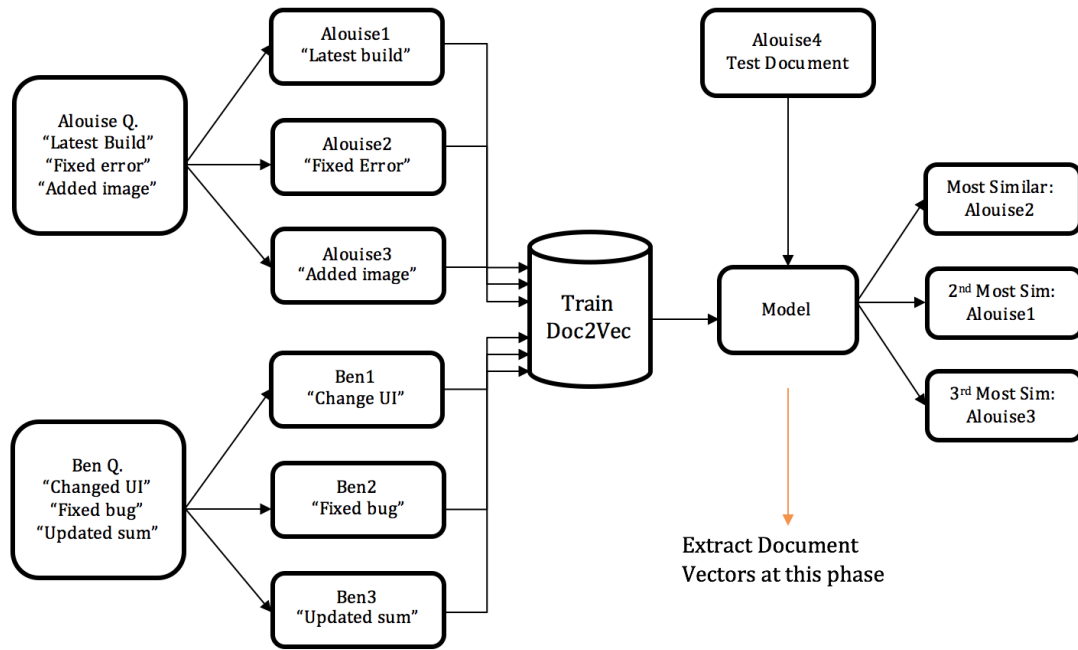 Alouise Q.
“Latest Build”
“Fixed error”
“Added image”
Alouise1
“Latest build”
Alouise2
“Fixed Error”
Alouise3
“Added image”
Ben Q.
“Changed UI”
“Fixed bug”
“Updated sum”
Ben1
“Change UI”
Ben2
“Fixed bug”
Ben3
“Updated sum”
Train
Doc2Vec
Alouise4
Test Document
Model
Most Similar:
Alouise2
2nd Most Sim:
Alouise1
3rd Most Sim:
Alouise3
Extract Document
Vectors at this phase